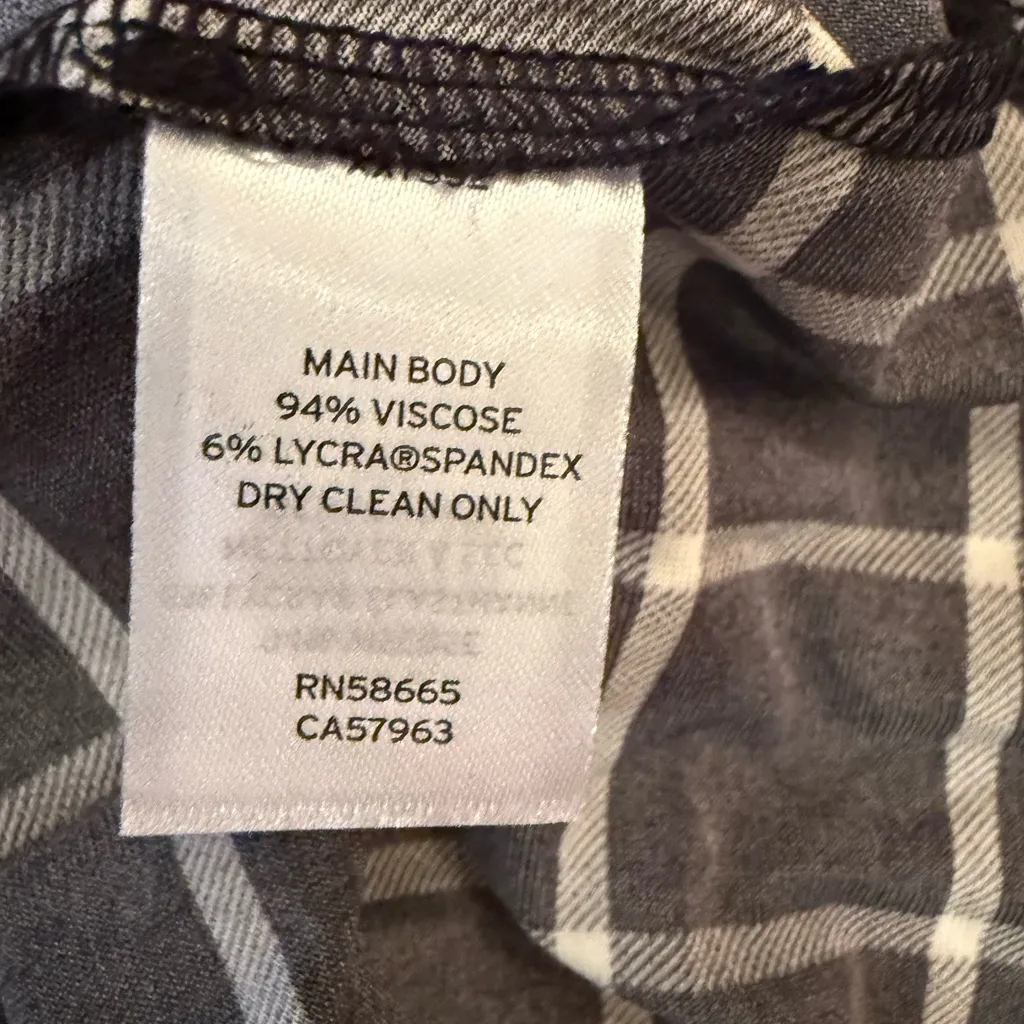 MAIN BODY
94% VISCOSE
6% LYCRA®SPANDEX
DRY CLEAN ONLY
RN58665
CA57963